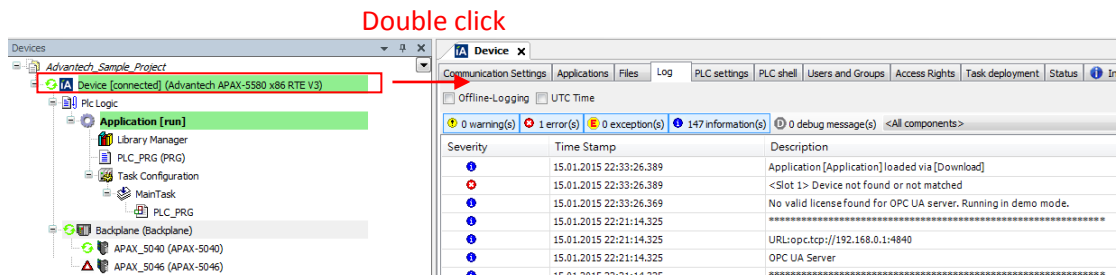 Double click
Devices
Advantech_Sample_Project
Device [connected] (Advantech APAX-5580 x86 RTE V3)
Plc Logic
Application [run]
Library Manager
PLC_PRG (PRG)
Task Configuration
MainTask
PLC_PRG
Backplane (Backplane)
APAX_5040 (APAX-5040)
APAX_5046 (APAX-5046)
Device
Communication Settings Applications Files Log PLC settings PLC shell Users and Groups Access Rights Task deployment Status
Offline-Logging UTC Time
0 warning(s) 1 error(s) 0 exception(s) 147 information(s) 0 debug message(s) <All components>
Severity Time Stamp Description
15.01.2015 22:33:26.389 Application [Application] loaded via [Download]
15.01.2015 22:33:26.389 <Slot 1> Device not found or not matched
15.01.2015 22:33:26.369 No valid license found for OPC UA server. Running in demo mode.
15.01.2015 22:21:14.325
15.01.2015 22:21:14.325 URL:opc.tcp://192.168.0.1:4840
15.01.2015 22:21:14.325 OPC UA Server
15.01.2015 22:21:14.325